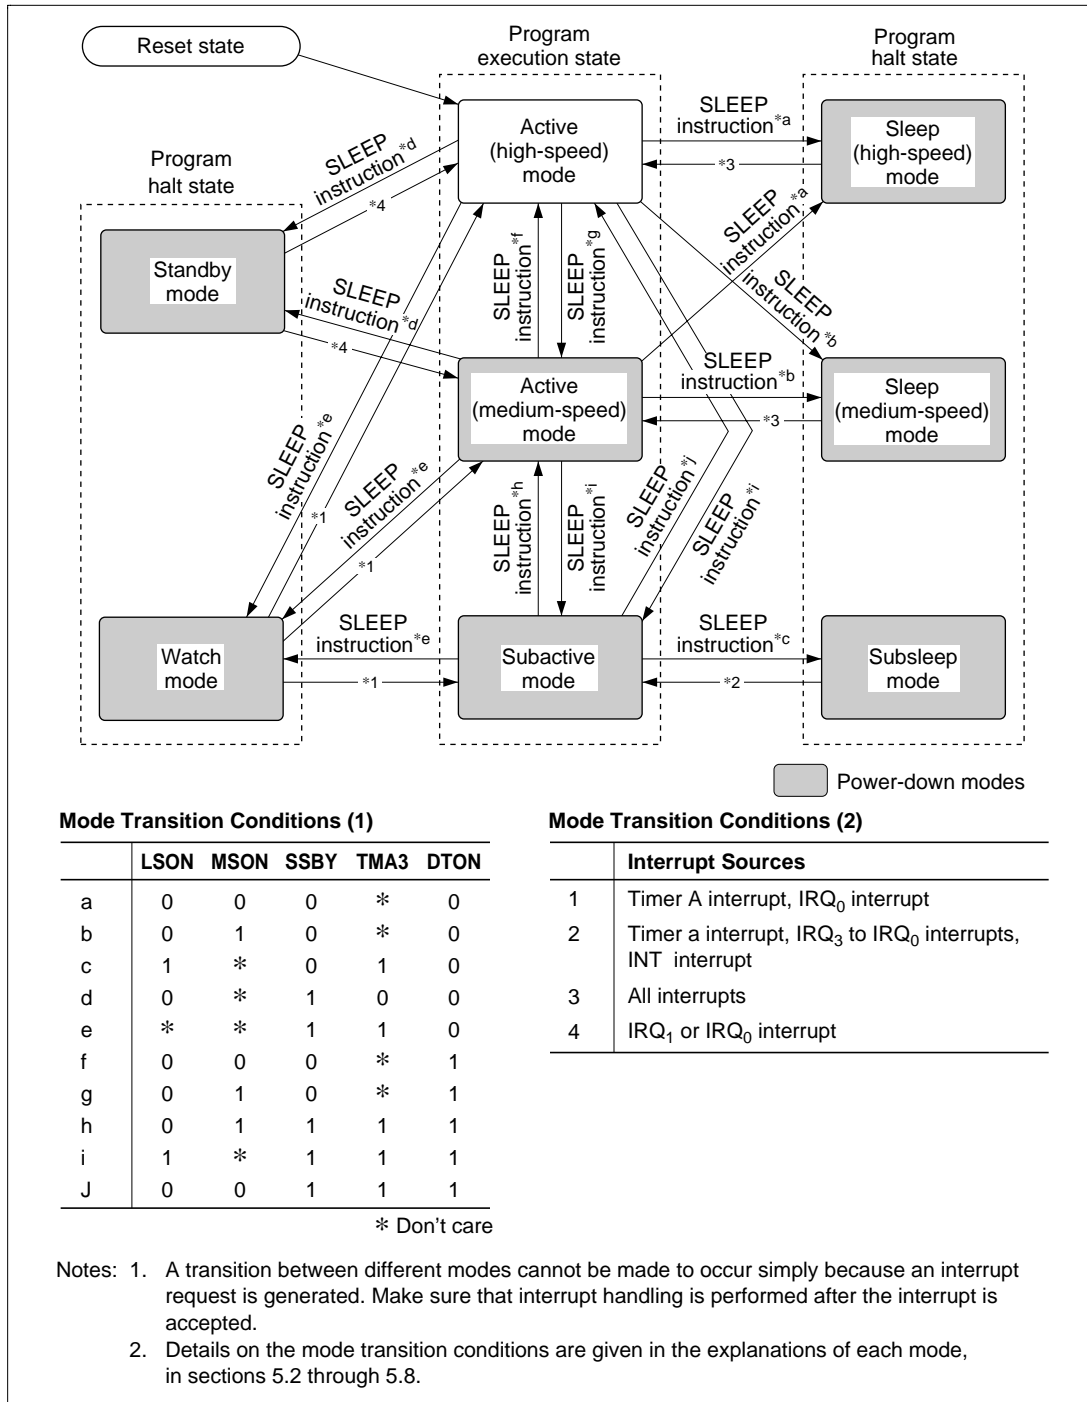 Reset state
Program
execution state
Program
halt state
Program
halt state
Active
(high-speed)
mode
SLEEP
instruction*a
*3
Sleep
(high-speed)
mode
SLEEP
instruction*d
*4
Standby
mode
SLEEP
instruction*d
*4
SLEEP
instruction*f
SLEEP
instruction*g
SLEEP
instruction*a
SLEEP
instruction*b
Active
(medium-speed)
mode
SLEEP
instruction*b
*3
Sleep
(medium-speed)
mode
SLEEP
instruction*e
*1
SLEEP
instruction*e
*1
SLEEP
instruction*h
SLEEP
instruction*i
SLEEP
instruction*j
SLEEP
instruction*i
Watch
mode
SLEEP
instruction*e
*1
Subactive
mode
SLEEP
instruction*c
*2
Subsleep
mode
Power-down modes
Mode Transition Conditions (1)
LSON MSON SSBY TMA3 DTON
a 0 0 0 * 0
b 0 1 0 * 0
c 1 * 0 1 0
d 0 * 1 0 0
e * * 1 1 0
f 0 0 0 * 1
g 0 1 0 * 1
h 0 1 1 1 1
i 1 * 1 1 1
J 0 0 1 1 1
* Don't care
Mode Transition Conditions (2)
Interrupt Sources
1 Timer A interrupt, IRQ0 interrupt
2 Timer a interrupt, IRQ3 to IRQ0 interrupts,
INT interrupt
3 All interrupts
4 IRQ1 or IRQ0 interrupt
Notes: 1. A transition between different modes cannot be made to occur simply because an interrupt
request is generated. Make sure that interrupt handling is performed after the interrupt is
accepted.
2. Details on the mode transition conditions are given in the explanations of each mode,
in sections 5.2 through 5.8.